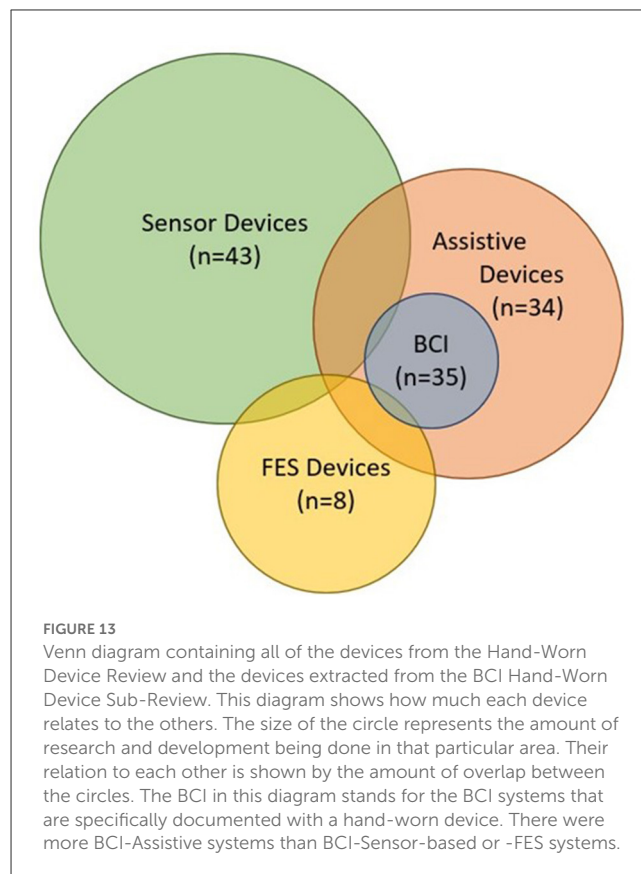 Sensor Devices
(n=43)
Assistive
Devices
(n=34)
BCI
(n=35)
FES Devices
(n=8)
FIGURE 13
Venn diagram containing all of the devices from the Hand-Worn
Device Review and the devices extracted from the BCI Hand-Worn
Device Sub-Review. This diagram shows how much each device
relates to the others. The size of the circle represents the amount of
research and development being done in that particular area. Their
relation to each other is shown by the amount of overlap between
the circles. The BCI in this diagram stands for the BCI systems that
are specifically documented with a hand-worn device. There were
more BCI-Assistive systems than BCI-Sensor-based or -FES systems.